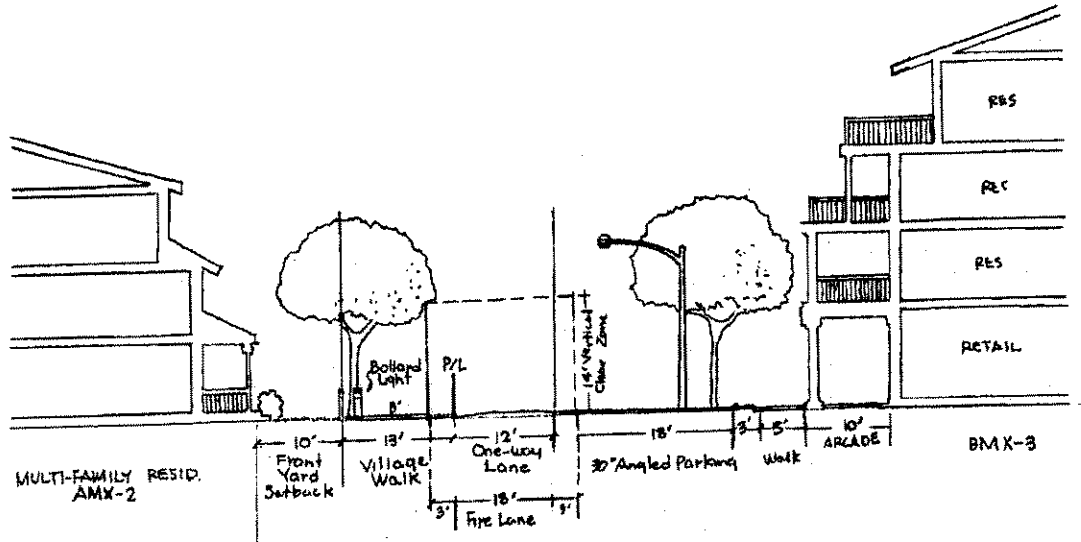 RES
RES
RES
RETAIL
BMX-3
Bollard
Light
8'
P/L
14' Vertical
Clear Zone
10'
Front
Yard
Setback
13'
Village
Walk
12'
One-way
Lane
18'
30° Angled Parking
3'
5'
Walk
10'
ARCADE
3'
18'
3'
Fire Lane
MULTI-FAMILY RESID.
AMX-2